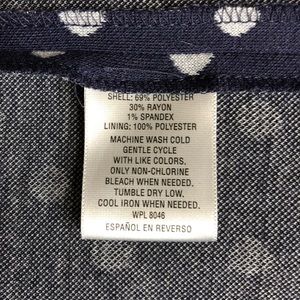 SHELL: 69% POLYESTER
30% RAYON
1% SPANDEX
LINING: 100% POLYESTER
MACHINE WASH COLD
GENTLE CYCLE
WITH LIKE COLORS,
ONLY NON-CHLORINE
BLEACH WHEN NEEDED.
TUMBLE DRY LOW,
COOL IRON WHEN NEEDED.
WPL 8046
ESPAÑOL EN REVERSO